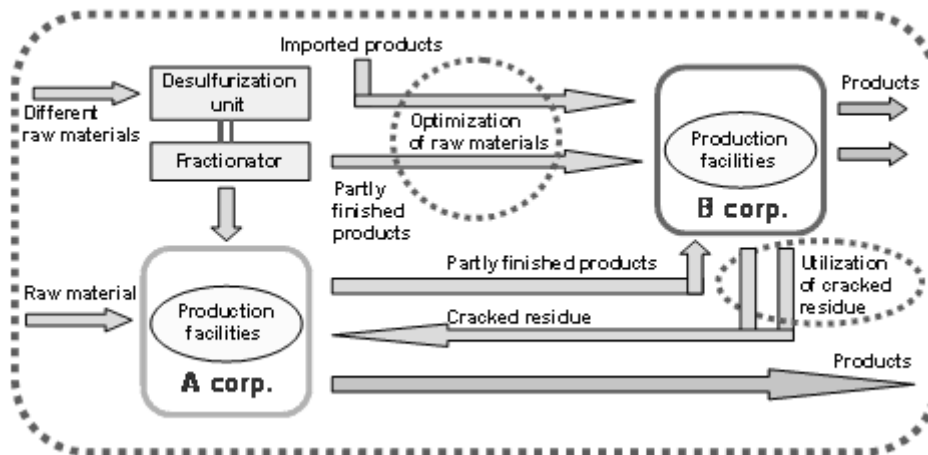 Imported products
Desulfurization
unit
Different
raw materials
Fractionator
Optimization
of raw materials
Products
Production
facilities
B corp.
Partly
finished
products
Partly finished products
Utilization
of cracked
residue
Raw material
Production
facilities
A corp.
Cracked residue
Products